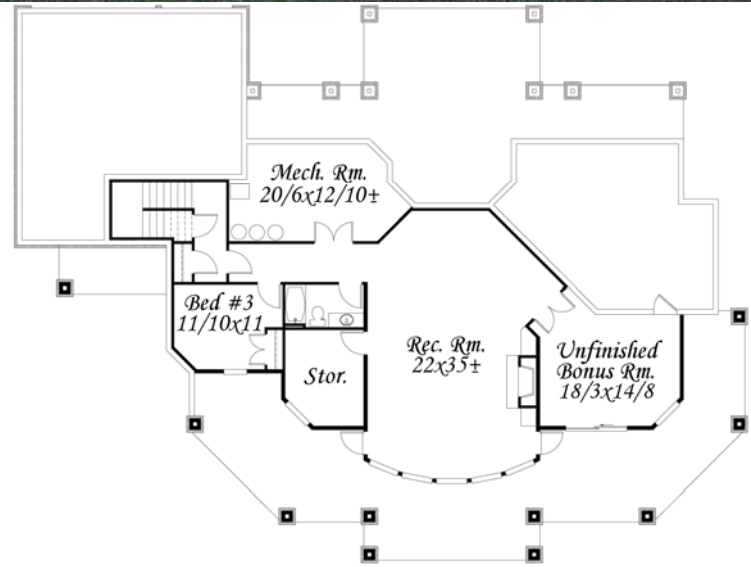 Mech. Rm.
20/6x12/10±
Bed #3
11/10x11
Rec. Rm.
22x35±
Unfinished
Bonus Rm.
18/3x14/8
Stor.